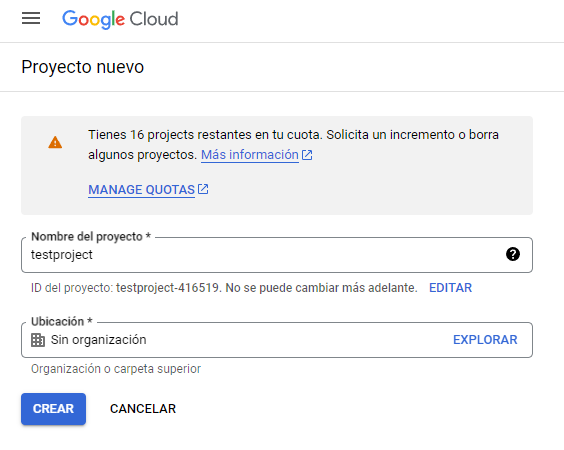 Google Cloud
Proyecto nuevo
Tienes 16 projects restantes en tu cuota. Solicita un incremento o borra
algunos proyectos. Más información
MANAGE QUOTAS
Nombre del proyecto *
testproject
ID del proyecto: testproject-416519. No se puede cambiar más adelante. EDITAR
Ubicación *
Sin organización EXPLORAR
Organización o carpeta superior
CREAR CANCELAR